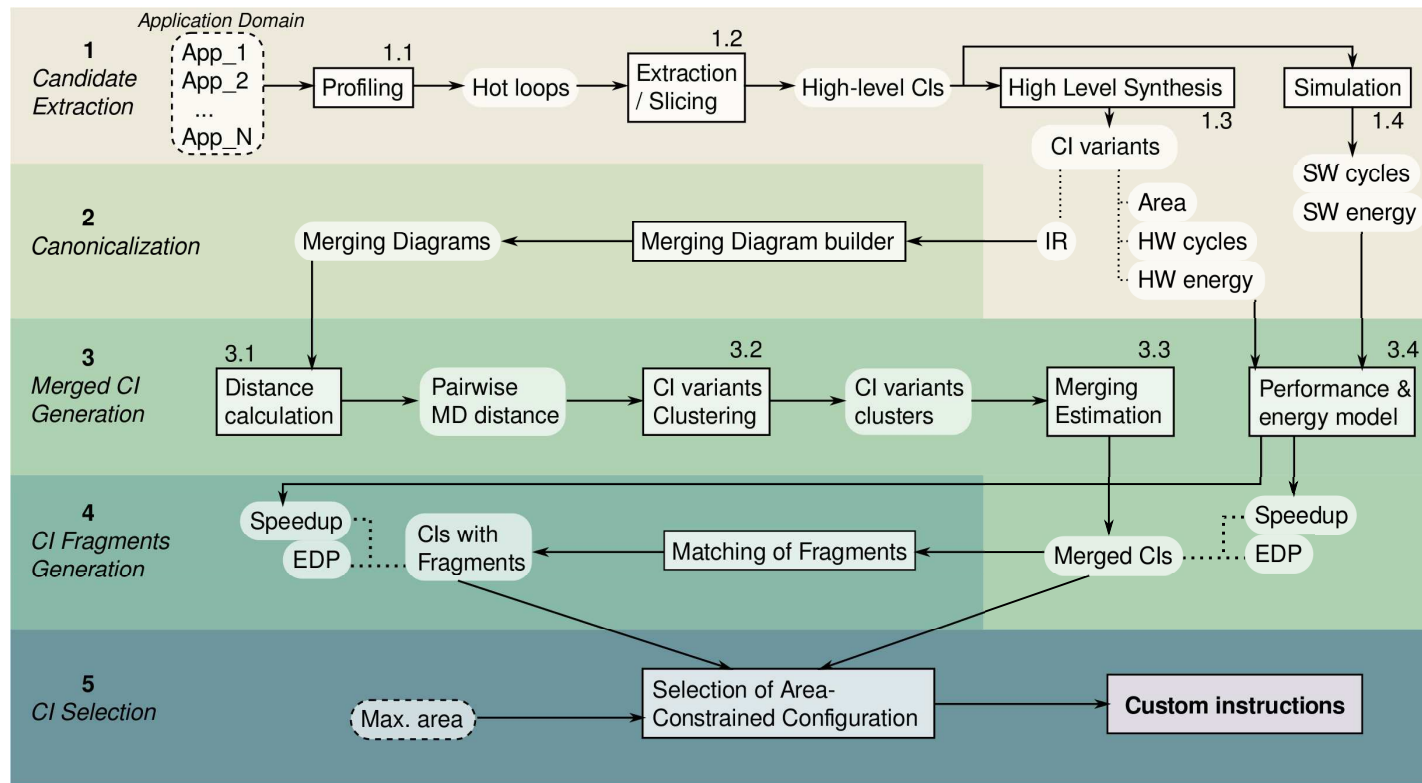 Application Domain
1
Candidate
Extraction
App_1
App_2
...
App_N
1.1
Profiling
Hot loops
1.2
Extraction
/ Slicing
High-level CIs
High Level Synthesis
1.3
Simulation
1.4
CI variants
SW cycles
SW energy
Area
HW cycles
HW energy
2
Canonicalization
Merging Diagrams
Merging Diagram builder
IR
3
Merged CI
Generation
3.1
Distance
calculation
Pairwise
MD distance
3.2
CI variants
Clustering
CI variants
clusters
3.3
Merging
Estimation
3.4
Performance &
energy model
4
CI Fragments
Generation
Speedup
EDP
CIs with
Fragments
Matching of Fragments
Merged CIs
Speedup
EDP
5
CI Selection
Max. area
Selection of Area-
Constrained Configuration
Custom instructions